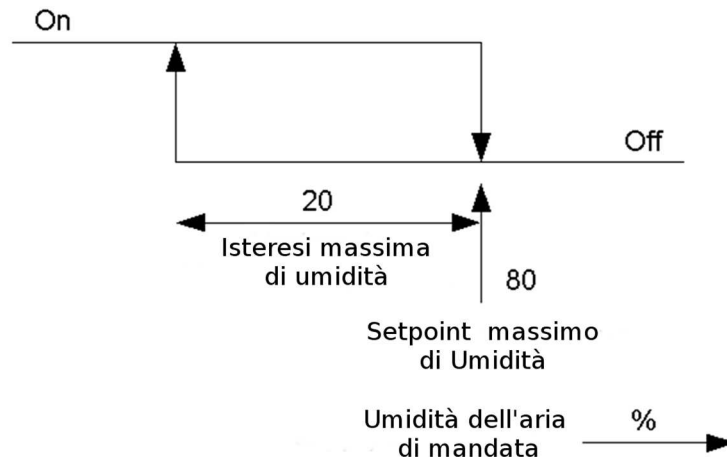 On
Off
20
Isteresi massima
di umidità
80
Setpoint massimo
di Umidità
Umidità dell'aria
di mandata
%